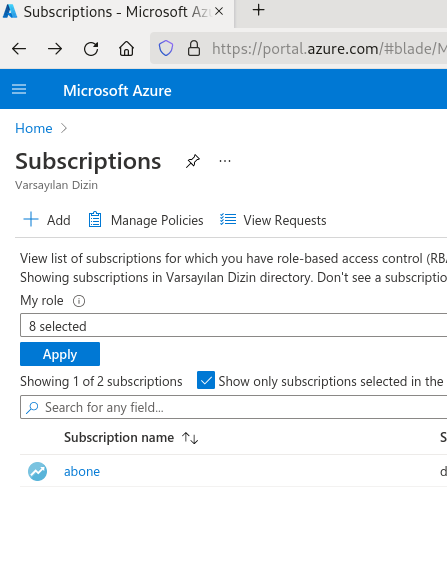 Subscriptions - Microsoft Az
https://portal.azure.com/#blade/M
Microsoft Azure
Home
Subscriptions
Varsayılan Dizin
Add
Manage Policies
View Requests
View list of subscriptions for which you have role-based access control (RBA
Showing subscriptions in Varsayılan Dizin directory. Don't see a subscriptio
My role
8 selected
Apply
Showing 1 of 2 subscriptions
Show only subscriptions selected in the
Search for any field...
Subscription name
S
abone
d